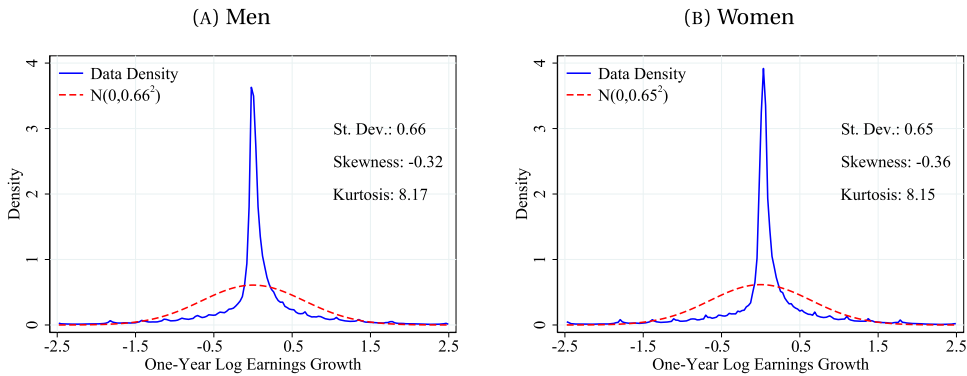 (A) Men
4
3
2
1
0
Density
Data Density
N(0,0.66²)
St. Dev.: 0.66
Skewness: -0.32
Kurtosis: 8.17
-2.5 -1.5 -0.5 0.5 1.5 2.5
One-Year Log Earnings Growth
(B) Women
4
3
2
1
0
Density
Data Density
N(0,0.65²)
St. Dev.: 0.65
Skewness: -0.36
Kurtosis: 8.15
-2.5 -1.5 -0.5 0.5 1.5 2.5
One-Year Log Earnings Growth